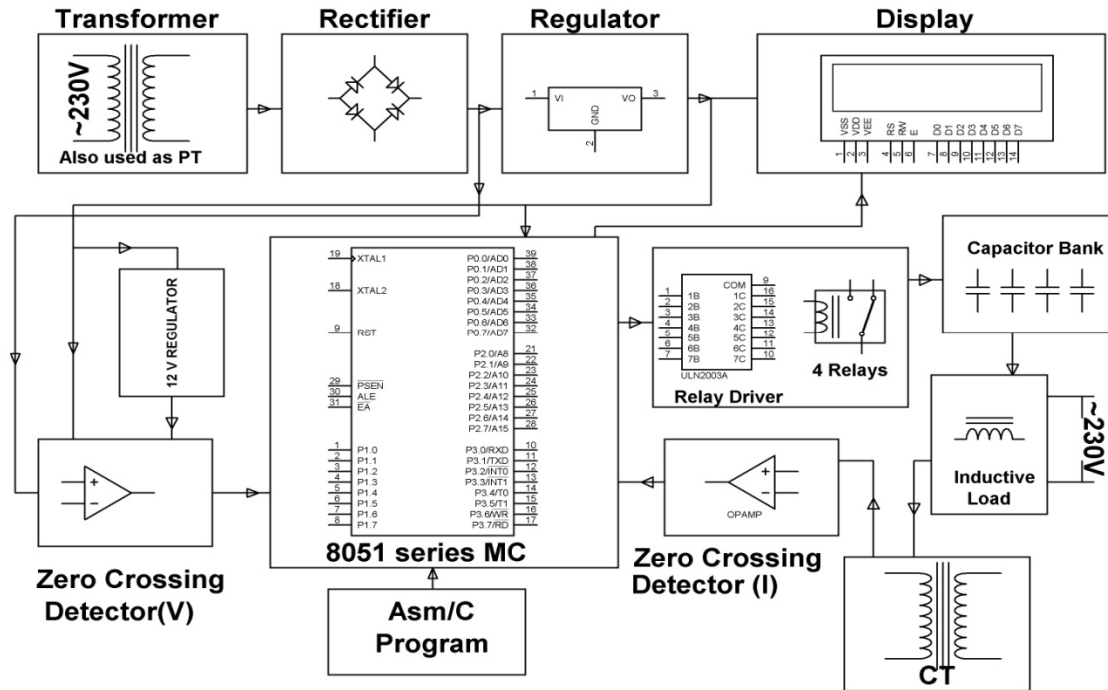 Transformer
Rectifier
Regulator
Display
~230V
Also used as PT
1
VI
VO
3
GND
2
VSS
VDD
VEE
RS
RW
E
D0
D1
D2
D3
D4
D5
D6
D7
1
2
3
4
5
6
7
8
9
10
11
12
13
14
12 V REGULATOR
19
XTAL1
18
XTAL2
9
RST
29
PSEN
30
ALE
31
EA
1
P1.0
2
P1.1
3
P1.2
4
P1.3
5
P1.4
6
P1.5
7
P1.6
8
P1.7
P0.0/AD0
39
P0.1/AD1
38
P0.2/AD2
37
P0.3/AD3
36
P0.4/AD4
35
P0.5/AD5
34
P0.6/AD6
33
P0.7/AD7
32
P2.0/A8
21
P2.1/A9
22
P2.2/A10
23
P2.3/A11
24
P2.4/A12
25
P2.5/A13
26
P2.6/A14
27
P2.7/A15
28
P3.0/RXD
10
P3.1/TXD
11
P3.2/INT0
12
P3.3/INT1
13
P3.4/T0
14
P3.5/T1
15
P3.6/WR
16
P3.7/RD
17
8051 series MC
COM
9
1
1B
1C
16
2
2B
2C
15
3
3B
3C
14
4
4B
4C
13
5
5B
5C
12
6
6B
6C
11
7
7B
7C
10
ULN2003A
4 Relays
Relay Driver
Capacitor Bank
Inductive
Load
~230V
OPAMP
Zero Crossing
Detector(V)
Zero Crossing
Detector (I)
Asm/C
Program
CT